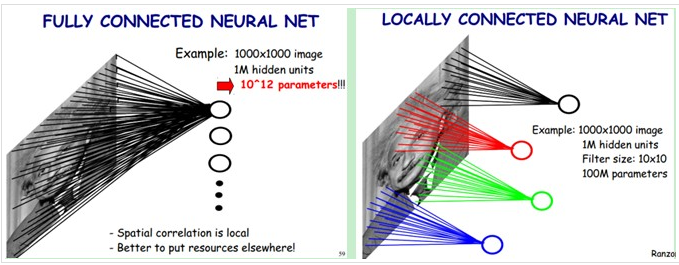 FULLY CONNECTED NEURAL NET
Example: 1000x1000 image
1M hidden units
10^12 parameters!!!
- Spatial correlation is local
- Better to put resources elsewhere!
59
LOCALLY CONNECTED NEURAL NET
Example: 1000x1000 image
1M hidden units
Filter size: 10x10
100M parameters
Ranzo